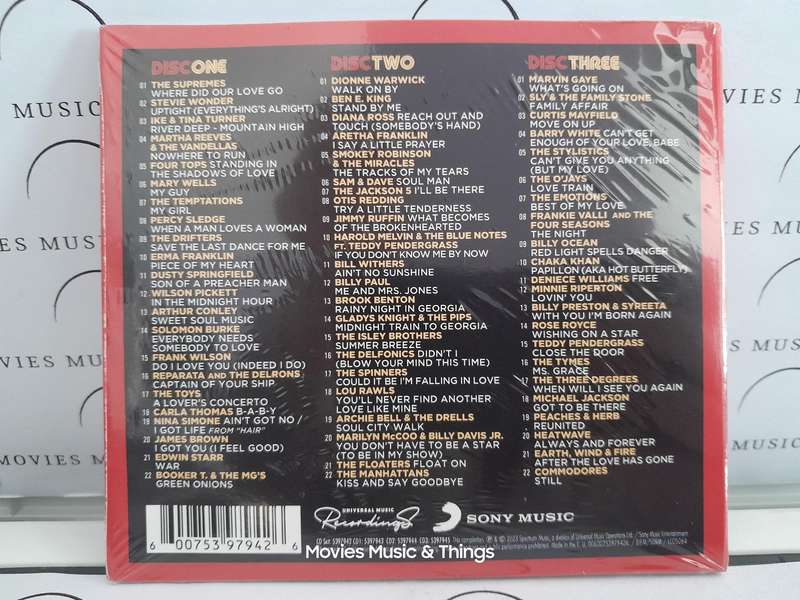 DISCONE
01 THE SUPREMES
WHERE DID OUR LOVE GO
02 STEVIE WONDER
UPTIGHT (EVERYTHING'S ALRIGHT)
03 IKE & TINA TURNER
RIVER DEEP - MOUNTAIN HIGH
04 MARTHA REEVES
& THE VANDELLAS
NOWHERE TO RUN
05 FOUR TOPS STANDING IN
THE SHADOWS OF LOVE
06 MARY WELLS
MY GUY
07 THE TEMPTATIONS
MY GIRL
08 PERCY SLEDGE
WHEN A MAN LOVES A WOMAN
09 THE DRIFTERS
SAVE THE LAST DANCE FOR ME
10 ERMA FRANKLIN
PIECE OF MY HEART
11 DUSTY SPRINGFIELD
SON OF A PREACHER MAN
12 WILSON PICKETT
IN THE MIDNIGHT HOUR
13 ARTHUR CONLEY
SWEET SOUL MUSIC
14 SOLOMON BURKE
EVERYBODY NEEDS
SOMEBODY TO LOVE
15 FRANK WILSON
DO I LOVE YOU (INDEED I DO)
16 REPARATA AND THE DELRONS
CAPTAIN OF YOUR SHIP
17 THE TOYS
A LOVER'S CONCERTO
18 CARLA THOMAS B-A-B-Y
19 NINA SIMONE AIN'T GOT NO /
I GOT LIFE FROM "HAIR"
20 JAMES BROWN
I GOT YOU (I FEEL GOOD)
21 EDWIN STARR
WAR
22 BOOKER T. & THE MG'S
GREEN ONIONS
DISCTWO
01 DIONNE WARWICK
WALK ON BY
02 BEN E. KING
STAND BY ME
03 DIANA ROSS REACH OUT AND
TOUCH (SOMEBODY'S HAND)
04 ARETHA FRANKLIN
I SAY A LITTLE PRAYER
05 SMOKEY ROBINSON
& THE MIRACLES
THE TRACKS OF MY TEARS
06 SAM & DAVE SOUL MAN
07 THE JACKSON 5 I'LL BE THERE
08 OTIS REDDING
TRY A LITTLE TENDERNESS
09 JIMMY RUFFIN WHAT BECOMES
OF THE BROKENHEARTED
10 HAROLD MELVIN & THE BLUE NOTES
FT. TEDDY PENDERGRASS
IF YOU DON'T KNOW ME BY NOW
11 BILL WITHERS
AIN'T NO SUNSHINE
12 BILLY PAUL
ME AND MRS. JONES
13 BROOK BENTON
RAINY NIGHT IN GEORGIA
14 GLADYS KNIGHT & THE PIPS
MIDNIGHT TRAIN TO GEORGIA
15 THE ISLEY BROTHERS
SUMMER BREEZE
16 THE DELFONICS DIDN'T I
(BLOW YOUR MIND THIS TIME)
17 THE SPINNERS
COULD IT BE I'M FALLING IN LOVE
18 LOU RAWLS
YOU'LL NEVER FIND ANOTHER
LOVE LIKE MINE
19 ARCHIE BELL & THE DRELLS
SOUL CITY WALK
20 MARILYN McCOO & BILLY DAVIS JR.
YOU DON'T HAVE TO BE A STAR
(TO BE IN MY SHOW)
21 THE FLOATERS FLOAT ON
22 THE MANHATTANS
KISS AND SAY GOODBYE
DISCTHREE
01 MARVIN GAYE
WHAT'S GOING ON
02 SLY & THE FAMILY STONE
FAMILY AFFAIR
03 CURTIS MAYFIELD
MOVE ON UP
04 BARRY WHITE CAN'T GET
ENOUGH OF YOUR LOVE, BABE
05 THE STYLISTICS
CAN'T GIVE YOU ANYTHING
(BUT MY LOVE)
06 THE O'JAYS
LOVE TRAIN
07 THE EMOTIONS
BEST OF MY LOVE
08 FRANKIE VALLI AND THE
FOUR SEASONS
THE NIGHT
09 BILLY OCEAN
RED LIGHT SPELLS DANGER
10 CHAKA KHAN
PAPILLON (AKA HOT BUTTERFLY)
11 DENIECE WILLIAMS FREE
12 MINNIE RIPERTON
LOVIN' YOU
13 BILLY PRESTON & SYREETA
WITH YOU I'M BORN AGAIN
14 ROSE ROYCE
WISHING ON A STAR
15 TEDDY PENDERGRASS
CLOSE THE DOOR
16 THE TYMES
MS. GRACE
17 THE THREE DEGREES
WHEN WILL I SEE YOU AGAIN
18 MICHAEL JACKSON
GOT TO BE THERE
19 PEACHES & HERB
REUNITED
20 HEATWAVE
ALWAYS AND FOREVER
21 EARTH, WIND & FIRE
AFTER THE LOVE HAS GONE
22 COMMODORES
STILL
6 00753 97942 6
UNIVERSAL MUSIC
Recordings
SONY MUSIC
CD Set: 5397942 CD1: 5397943 CD2: 5397944 CD3: 5397945
Movies Music & Things
MUSIC
MOVIES MUSIC
VIES MUSIC